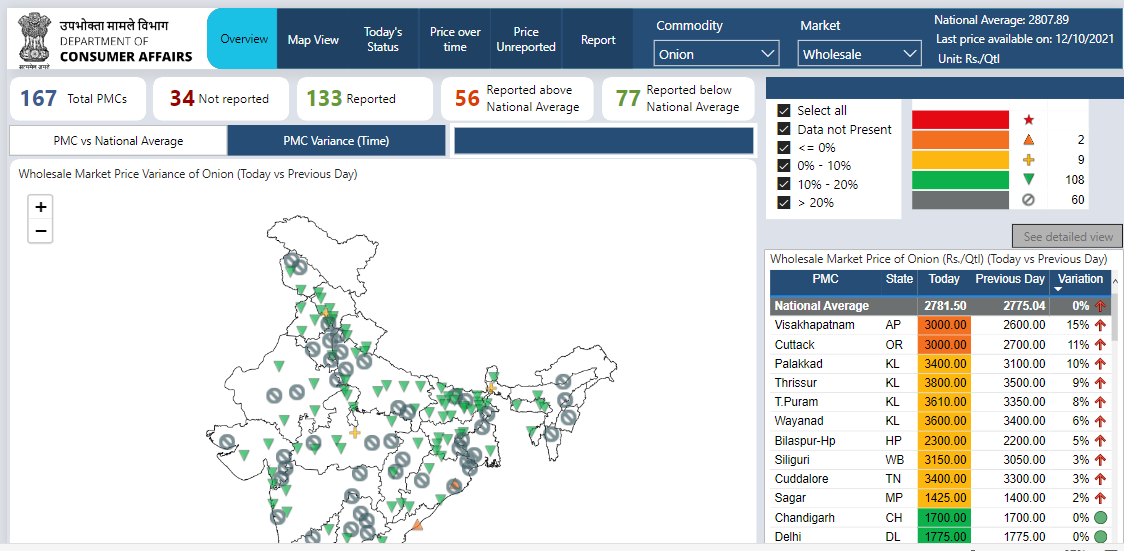 उपभोक्ता मामले विभाग
DEPARTMENT OF
CONSUMER AFFAIRS
सत्यमेव जयते
Overview
Map View
Today's
Status
Price over
time
Price
Unreported
Report
Commodity
Onion
Market
Wholesale
National Average: 2807.89
Last price available on: 12/10/2021
Unit: Rs./Qtl
167 Total PMCs
34 Not reported
133 Reported
56 Reported above
National Average
77 Reported below
National Average
PMC vs National Average
PMC Variance (Time)
Wholesale Market Price Variance of Onion (Today vs Previous Day)
+
−
Select all
Data not Present
<= 0%
0% - 10%
10% - 20%
> 20%
2
9
108
60
See detailed view
Wholesale Market Price of Onion (Rs./Qtl) (Today vs Previous Day)
PMC State Today Previous Day Variation
National Average 2781.50 2775.04 0%
Visakhapatnam AP 3000.00 2600.00 15%
Cuttack OR 3000.00 2700.00 11%
Palakkad KL 3400.00 3100.00 10%
Thrissur KL 3800.00 3500.00 9%
T.Puram KL 3610.00 3350.00 8%
Wayanad KL 3600.00 3400.00 6%
Bilaspur-Hp HP 2300.00 2200.00 5%
Siliguri WB 3150.00 3050.00 3%
Cuddalore TN 3400.00 3300.00 3%
Sagar MP 1425.00 1400.00 2%
Chandigarh CH 1700.00 1700.00 0%
Delhi DL 1775.00 1775.00 0%